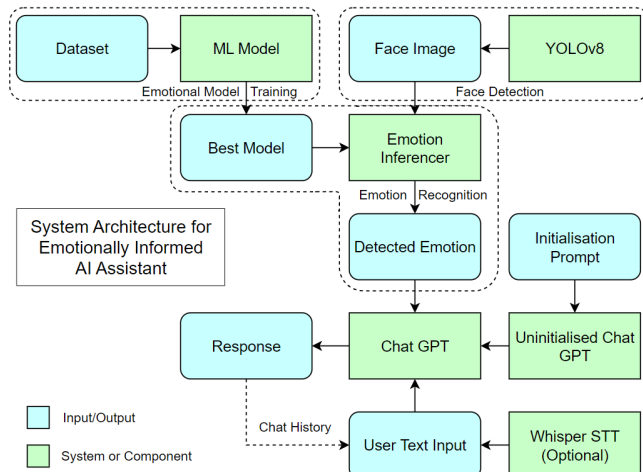 Dataset
ML Model
Face Image
YOLOv8
Emotional Model
Training
Face Detection
Best Model
Emotion
Inferencer
Emotion
Recognition
System Architecture for
Emotionally Informed
AI Assistant
Detected Emotion
Initialisation
Prompt
Response
Chat GPT
Uninitialised Chat
GPT
Input/Output
Chat History
User Text Input
Whisper STT
(Optional)
System or Component